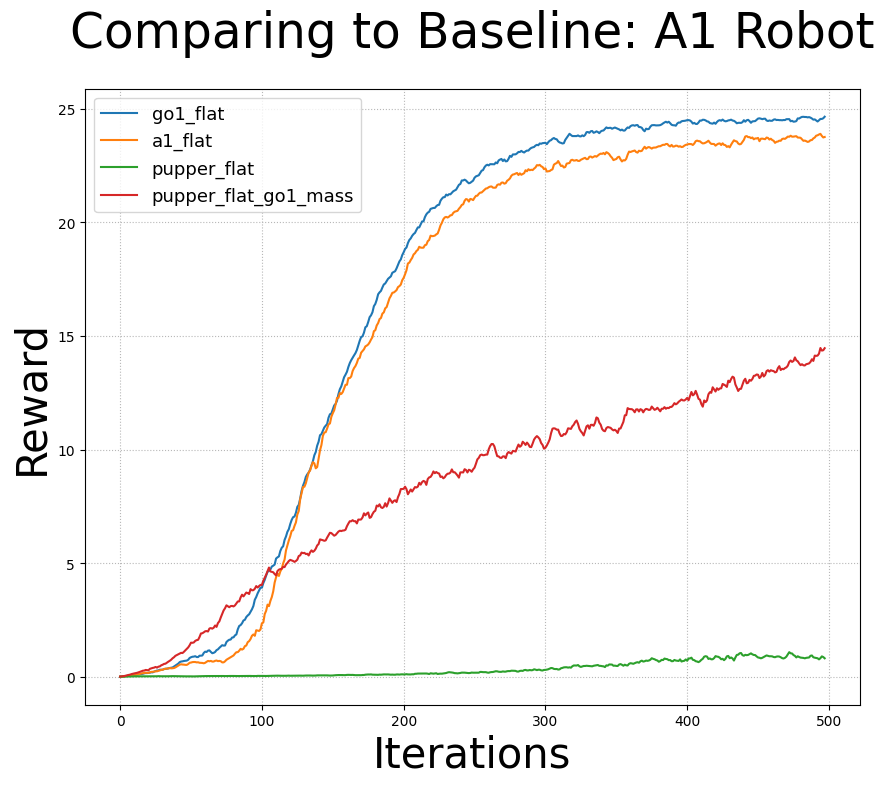 Comparing to Baseline: A1 Robot
go1_flat
a1_flat
pupper_flat
pupper_flat_go1_mass
25
20
15
10
5
0
Reward
0 100 200 300 400 500
Iterations